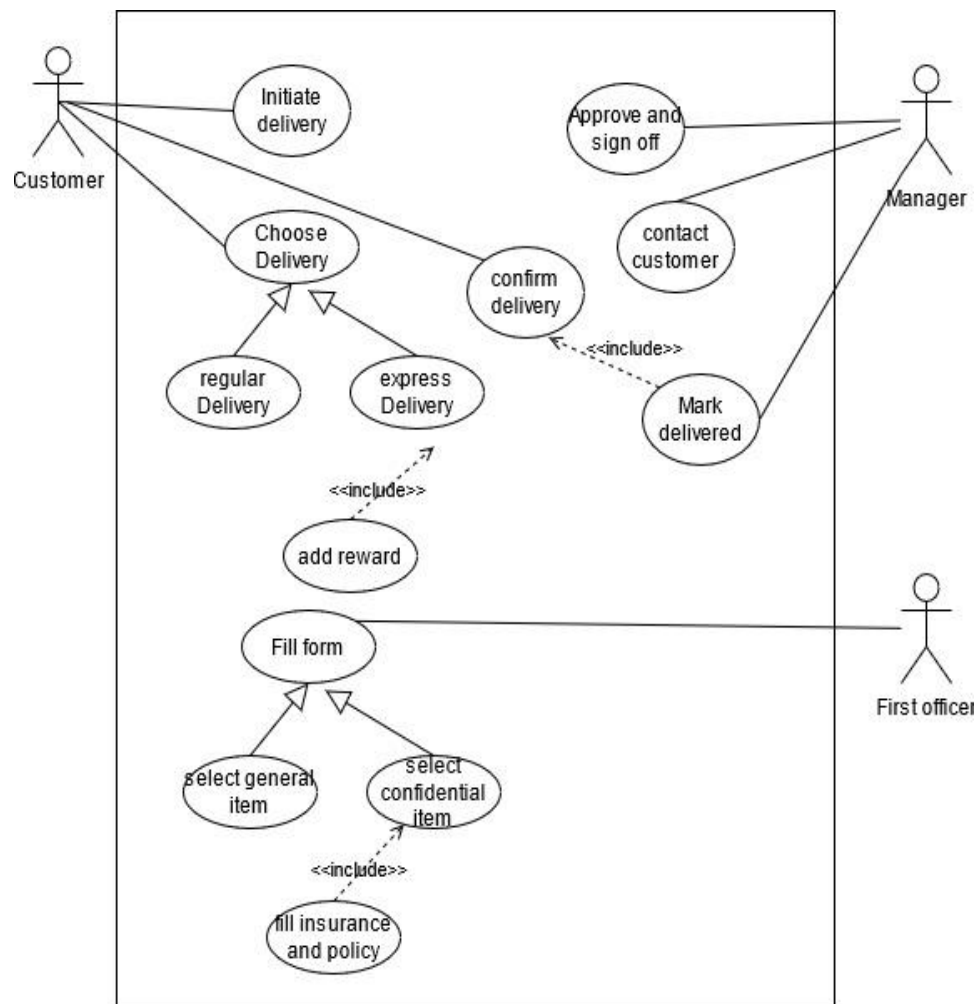 Initiate
delivery
Approve and
sign off
Customer
Manager
Choose
Delivery
contact
customer
confirm
delivery
<<include>>
regular
Delivery
express
Delivery
Mark
delivered
<<include>>
add reward
Fill form
First officer
select general
item
select
confidential
item
<<include>>
fill insurance
and policy